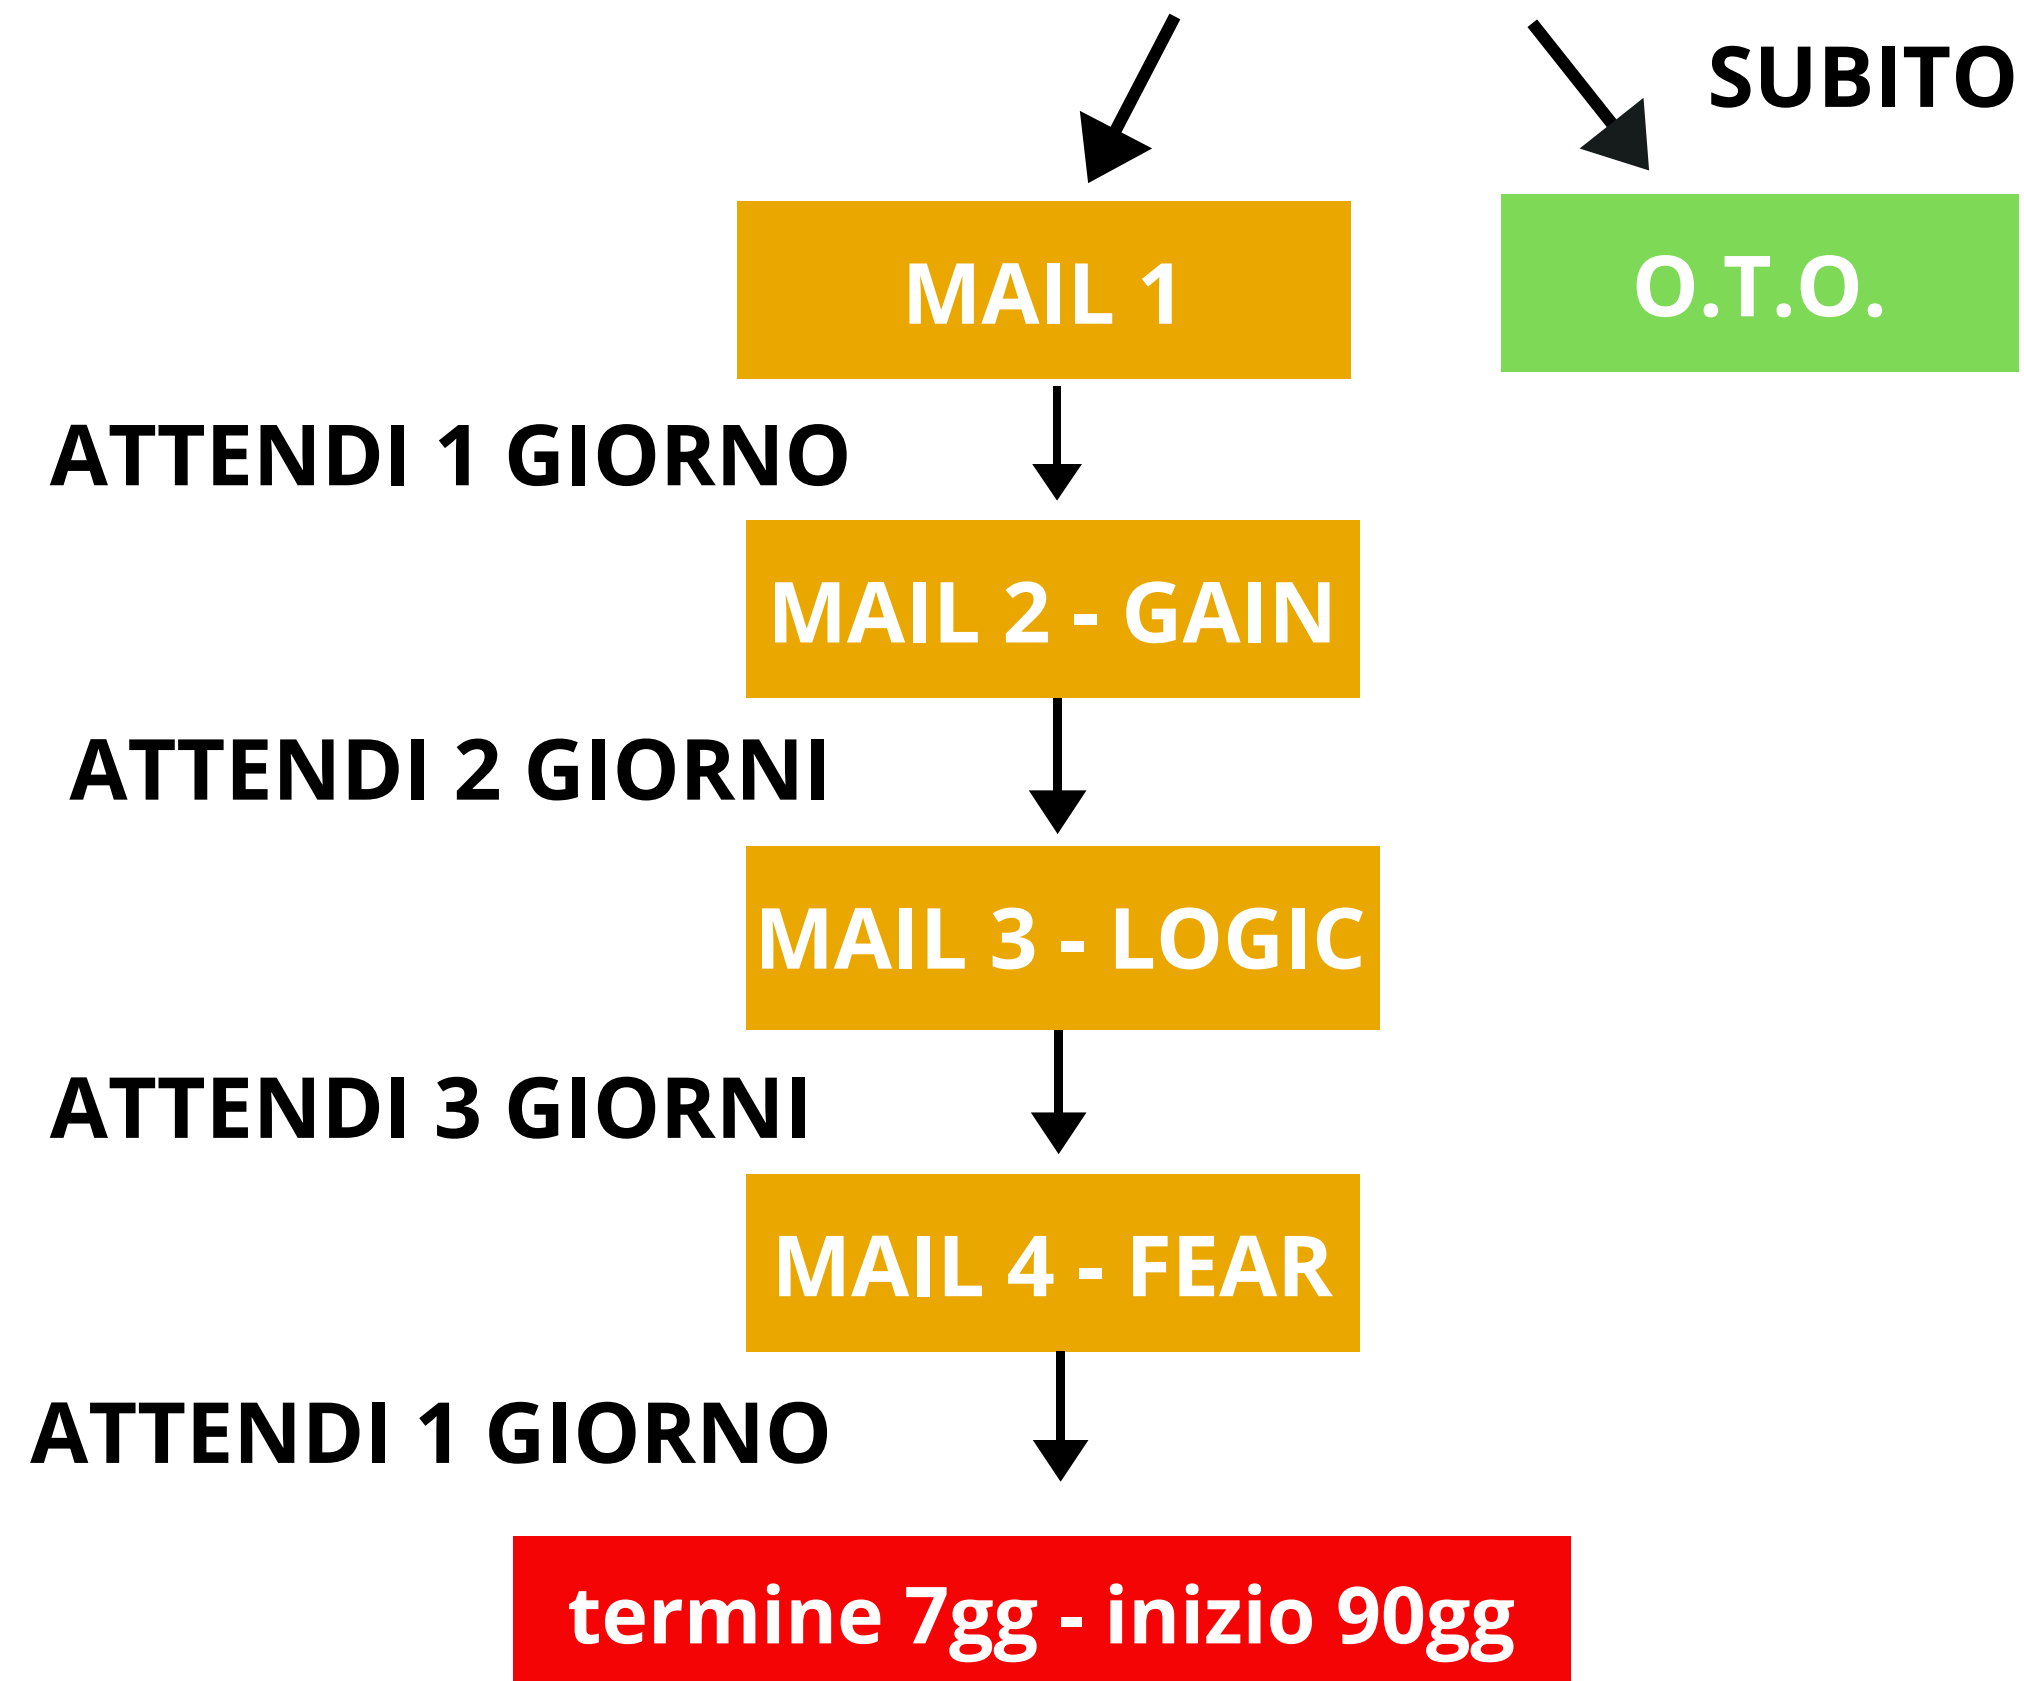 SUBITO
MAIL 1
O.T.O.
ATTENDI 1 GIORNO
MAIL 2 - GAIN
ATTENDI 2 GIORNI
MAIL 3 - LOGIC
ATTENDI 3 GIORNI
MAIL 4 - FEAR
ATTENDI 1 GIORNO
termine 7gg - inizio 90gg